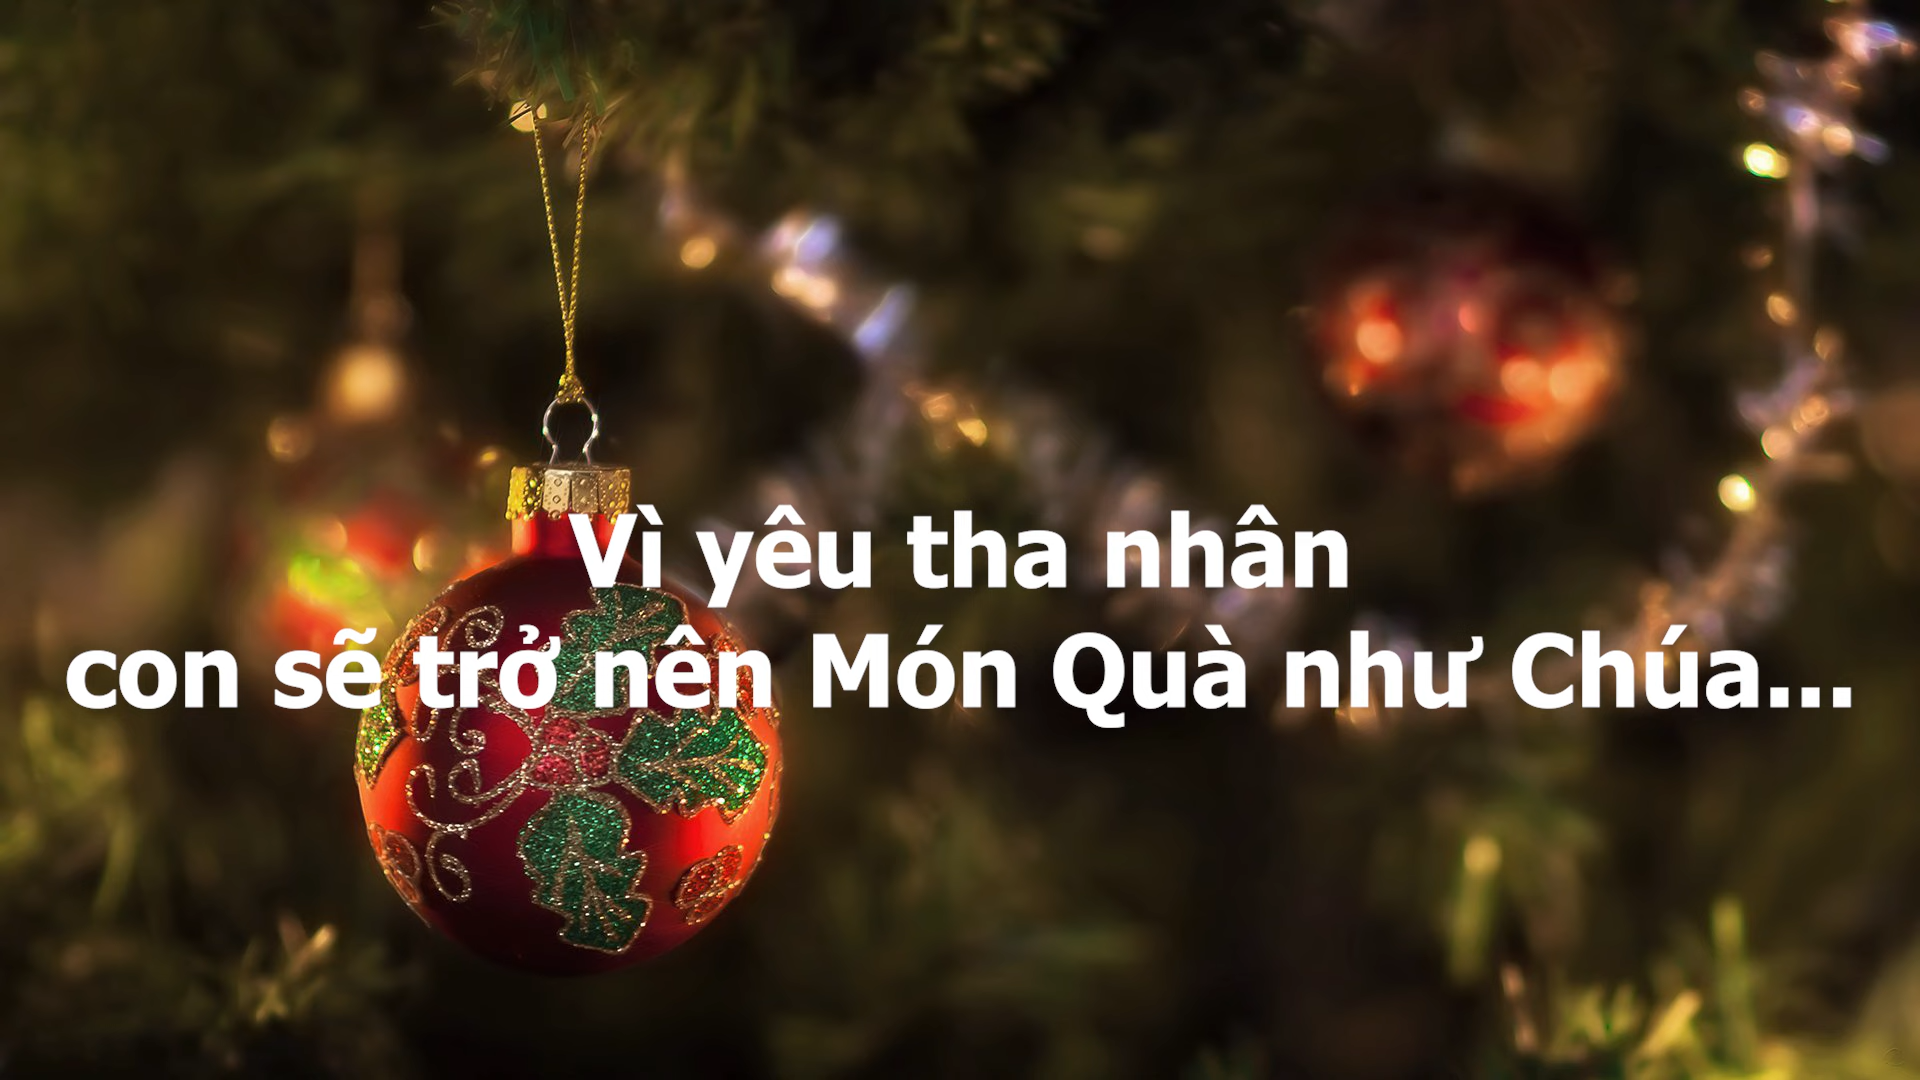 Vì yêu tha nhân
con sẽ trở nên Món Quà như Chúa...